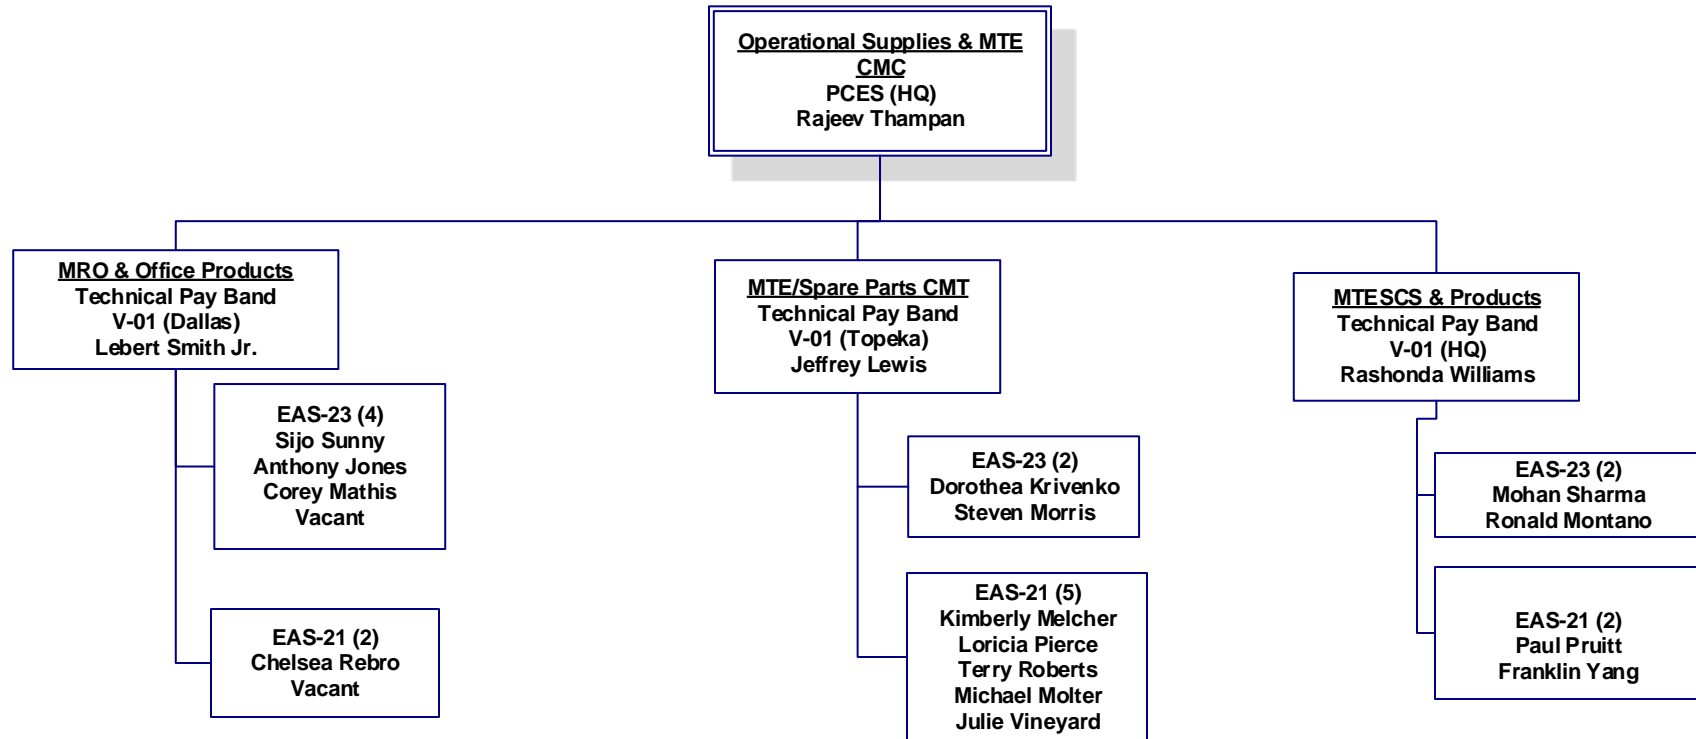 Operational Supplies & MTE
CMC
PCES (HQ)
Rajeev Thampan
MRO & Office Products
Technical Pay Band
V-01 (Dallas)
Lebert Smith Jr.
EAS-23 (4)
Sijo Sunny
Anthony Jones
Corey Mathis
Vacant
EAS-21 (2)
Chelsea Rebro
Vacant
MTE/Spare Parts CMT
Technical Pay Band
V-01 (Topeka)
Jeffrey Lewis
EAS-23 (2)
Dorothea Krivenko
Steven Morris
EAS-21 (5)
Kimberly Melcher
Loricia Pierce
Terry Roberts
Michael Molter
Julie Vineyard
MTESCS & Products
Technical Pay Band
V-01 (HQ)
Rashonda Williams
EAS-23 (2)
Mohan Sharma
Ronald Montano
EAS-21 (2)
Paul Pruitt
Franklin Yang